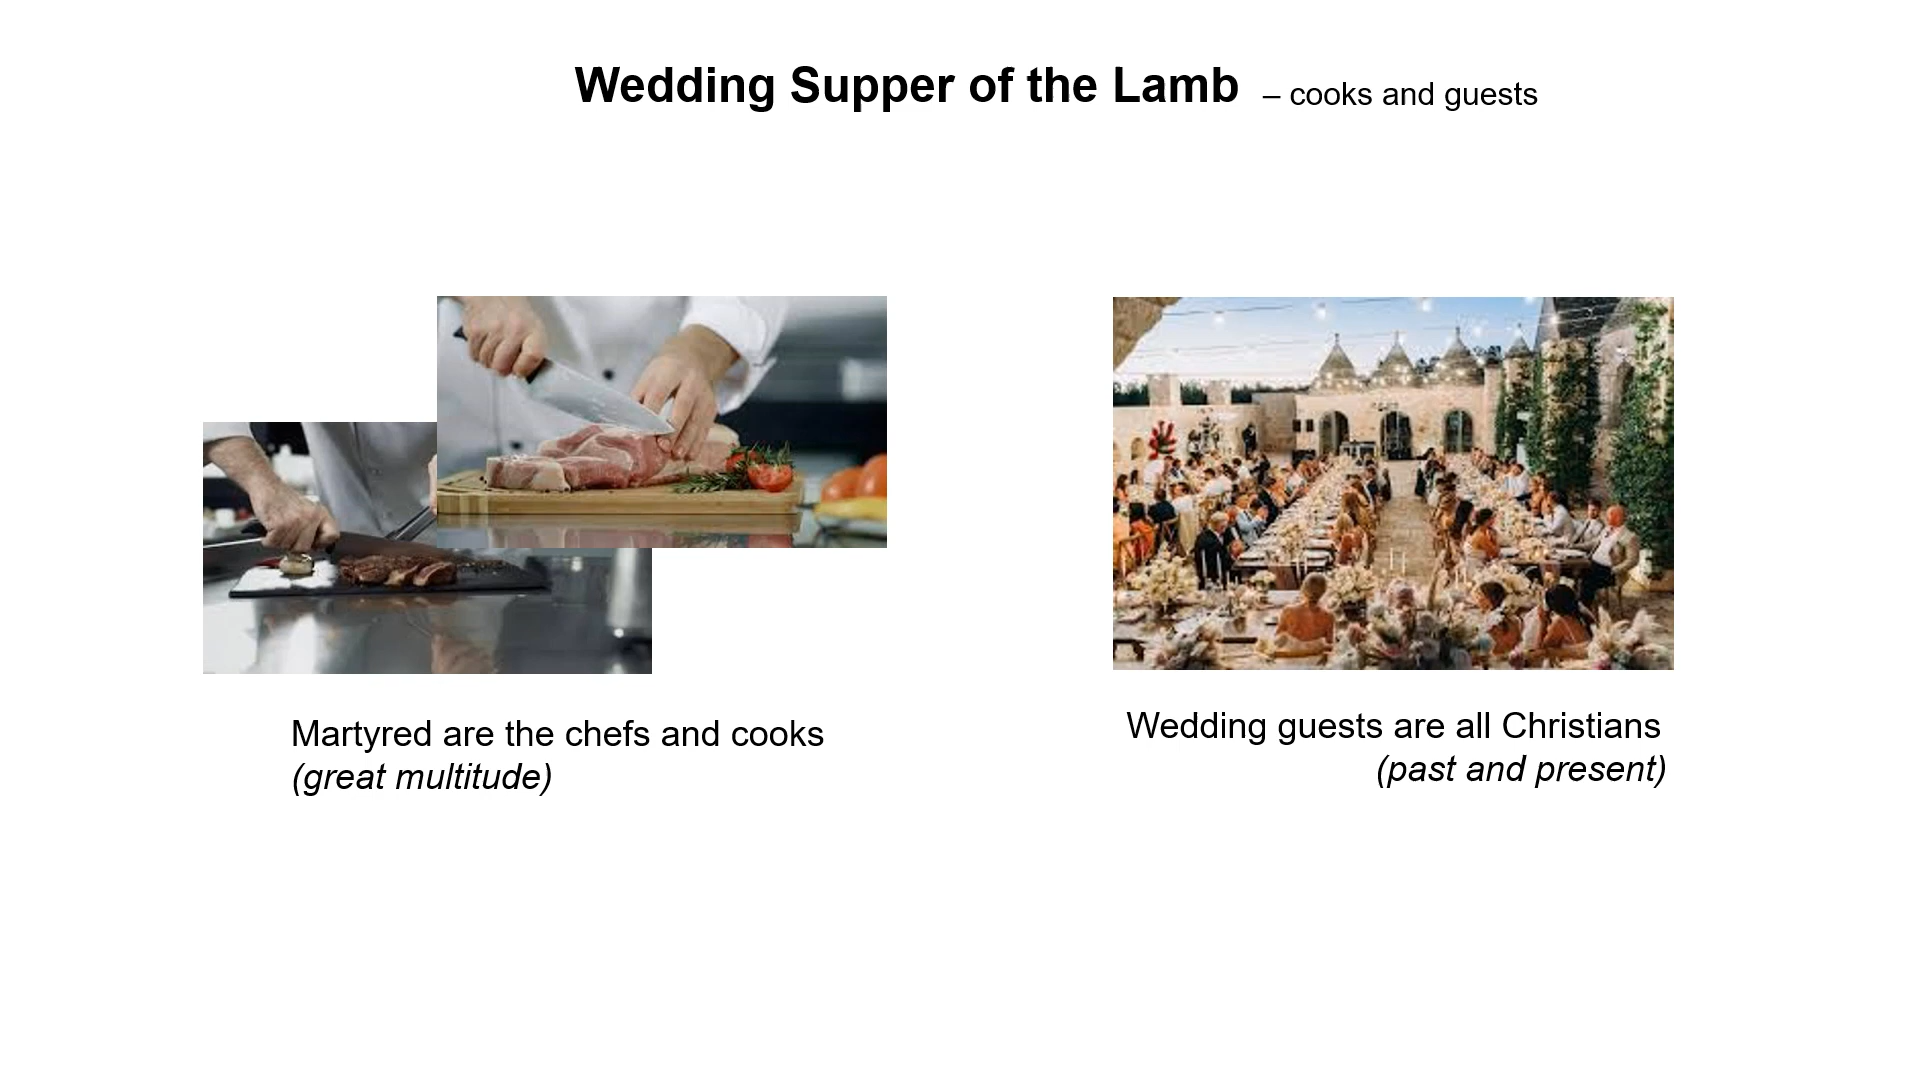 Wedding Supper of the Lamb – cooks and guests
Martyred are the chefs and cooks
(great multitude)
Wedding guests are all Christians
(past and present)